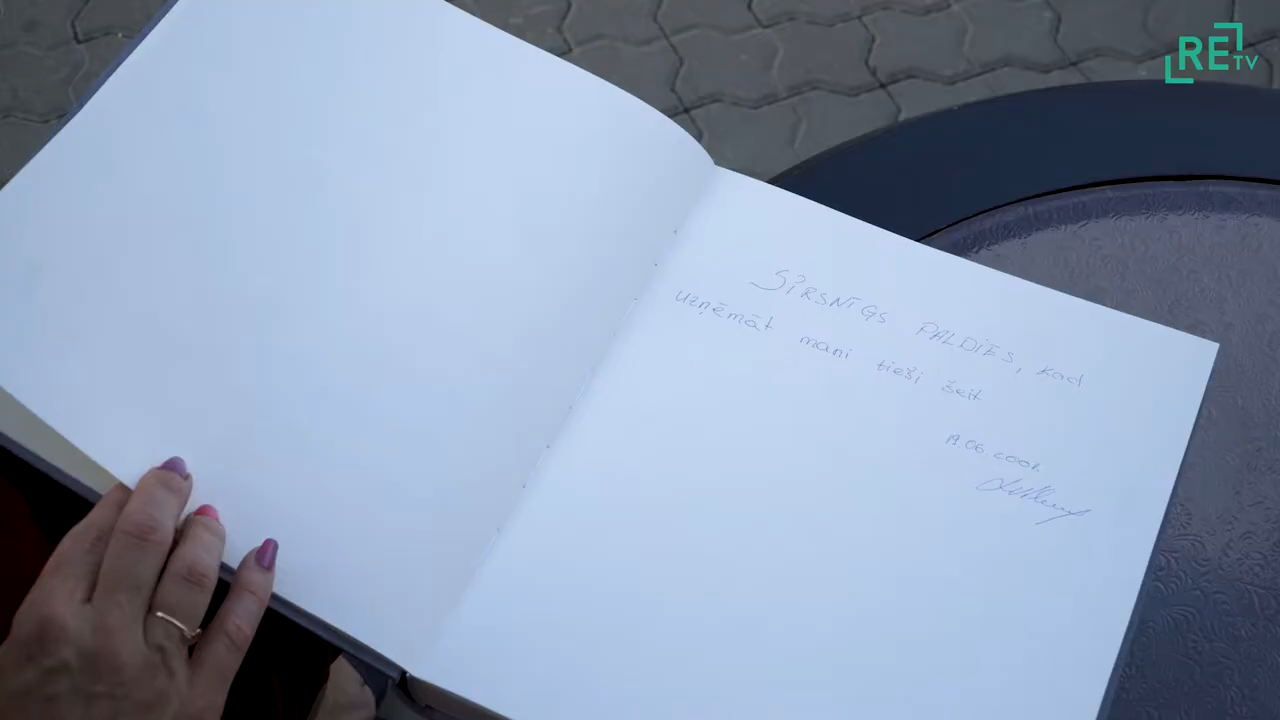 RE TV
SIRSNĪGS PALDIES, kad
uzņēmāt mani tieši šeit
19.06.2001.